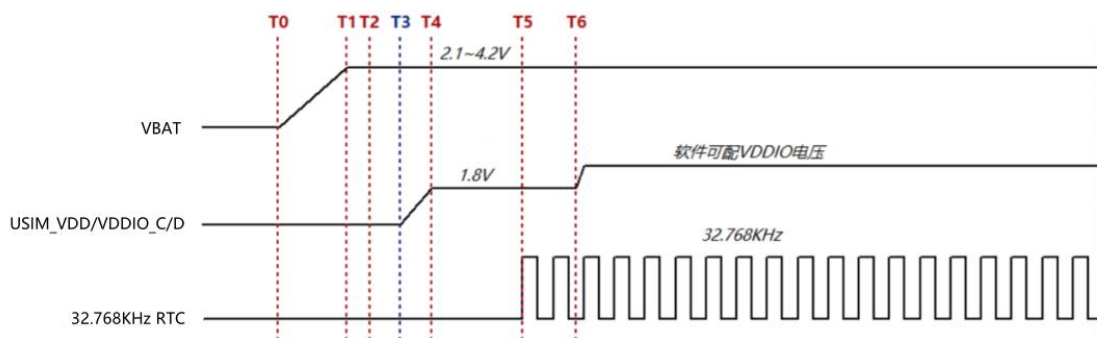 T0 T1 T2 T3 T4 T5 T6
2.1~4.2V
VBAT
软件可配VDDIO电压
1.8V
USIM_VDD/VDDIO_C/D
32.768KHz
32.768KHz RTC